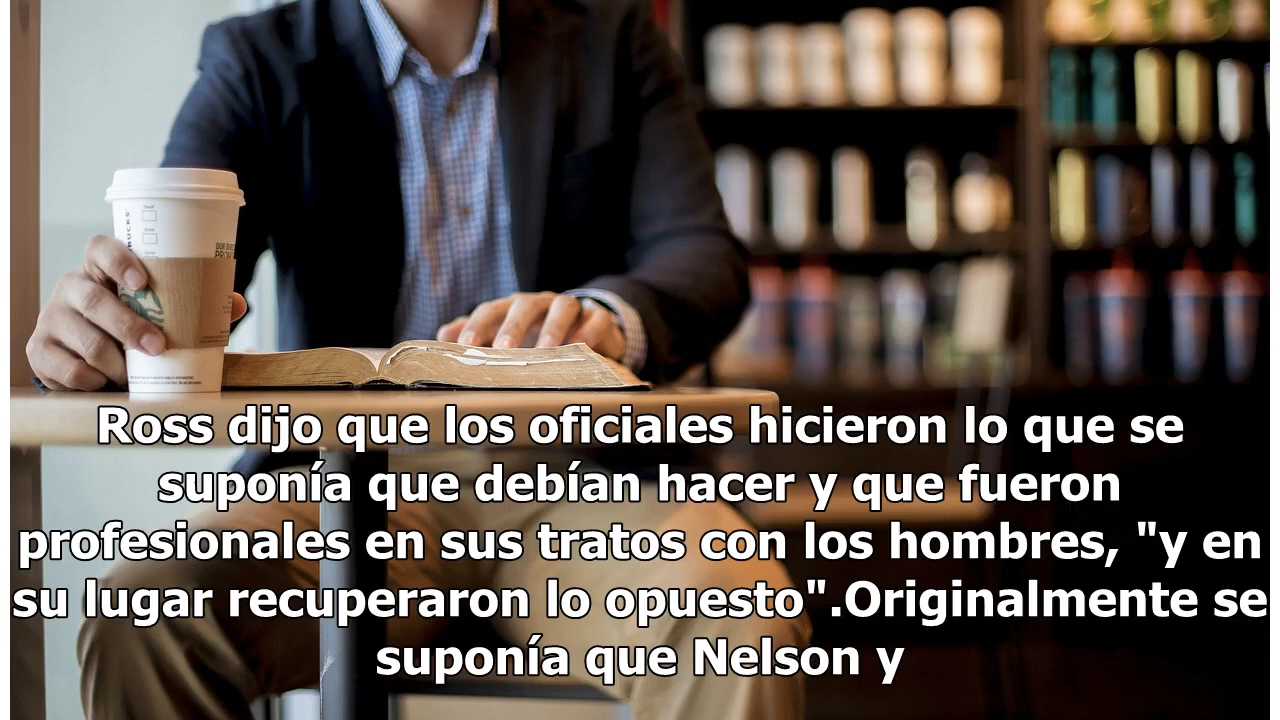 Ross dijo que los oficiales hicieron lo que se
suponía que debían hacer y que fueron
profesionales en sus tratos con los hombres, "y en
su lugar recuperaron lo opuesto".Originalmente se
suponía que Nelson y